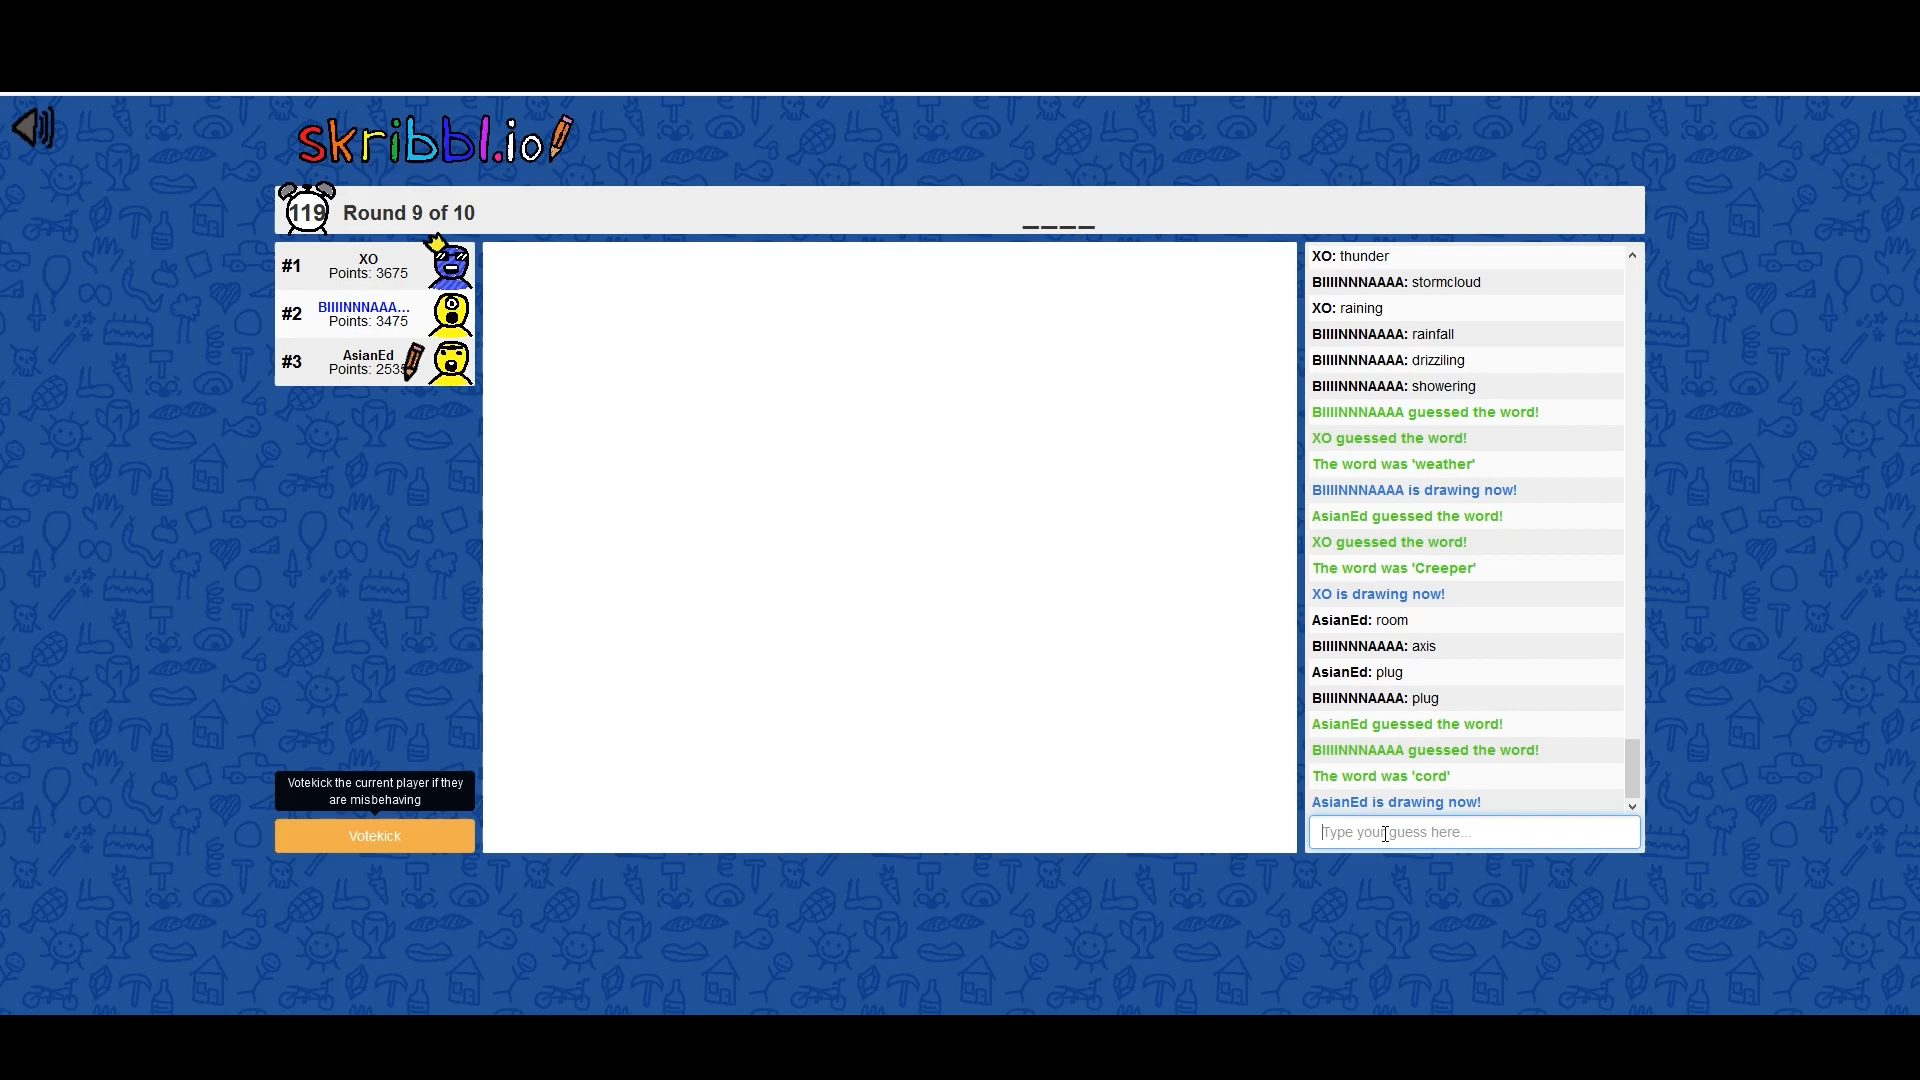 skribbl.io
119
Round 9 of 10
____
#1
XO
Points: 3675
#2
BIIIINNNAAA...
Points: 3475
#3
AsianEd
Points: 2535
XO: thunder
BIIIINNNAAAA: stormcloud
XO: raining
BIIIINNNAAAA: rainfall
BIIIINNNAAAA: drizziling
BIIIINNNAAAA: showering
BIIIINNNAAAA guessed the word!
XO guessed the word!
The word was 'weather'
BIIIINNNAAAA is drawing now!
AsianEd guessed the word!
XO guessed the word!
The word was 'Creeper'
XO is drawing now!
AsianEd: room
BIIIINNNAAAA: axis
AsianEd: plug
BIIIINNNAAAA: plug
AsianEd guessed the word!
BIIIINNNAAAA guessed the word!
The word was 'cord'
AsianEd is drawing now!
Type your guess here...
Votekick the current player if they
are misbehaving
Votekick